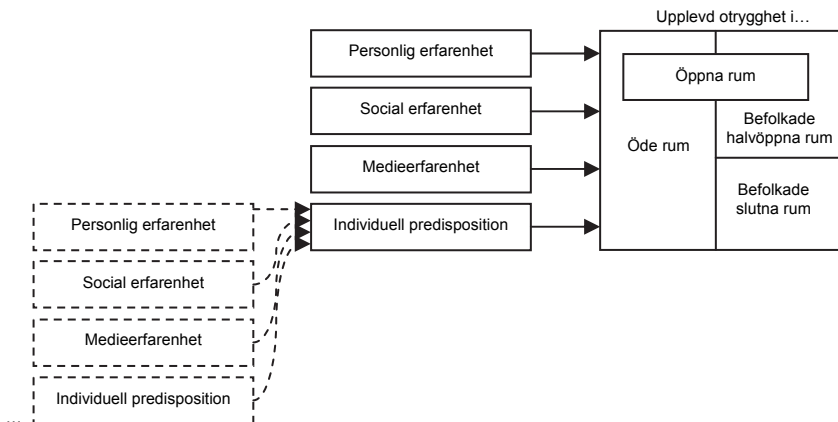 Upplevd otrygghet i…
Personlig erfarenhet
Social erfarenhet
Medieerfarenhet
Individuell predisposition
Öppna rum
Öde rum
Befolkade
halvöppna rum
Befolkade
slutna rum
Personlig erfarenhet
Social erfarenhet
Medieerfarenhet
Individuell predisposition
…